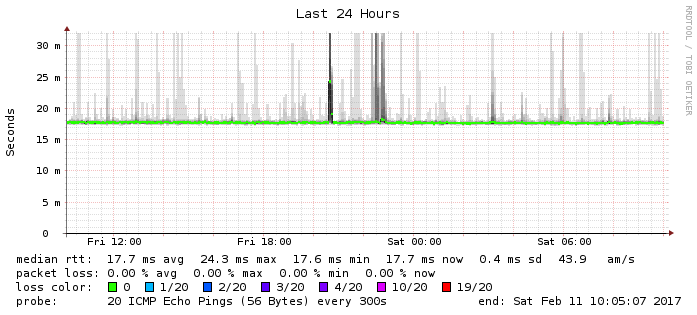 Last 24 Hours
RRDTOOL / TOBI OETIKER
Seconds
30 m
25 m
20 m
15 m
10 m
5 m
0
Fri 12:00 Fri 18:00 Sat 00:00 Sat 06:00
median rtt: 17.7 ms avg 24.3 ms max 17.6 ms min 17.7 ms now 0.4 ms sd 43.9 am/s
packet loss: 0.00 % avg 0.00 % max 0.00 % min 0.00 % now
loss color: 0 1/20 2/20 3/20 4/20 10/20 19/20
probe: 20 ICMP Echo Pings (56 Bytes) every 300s end: Sat Feb 11 10:05:07 2017